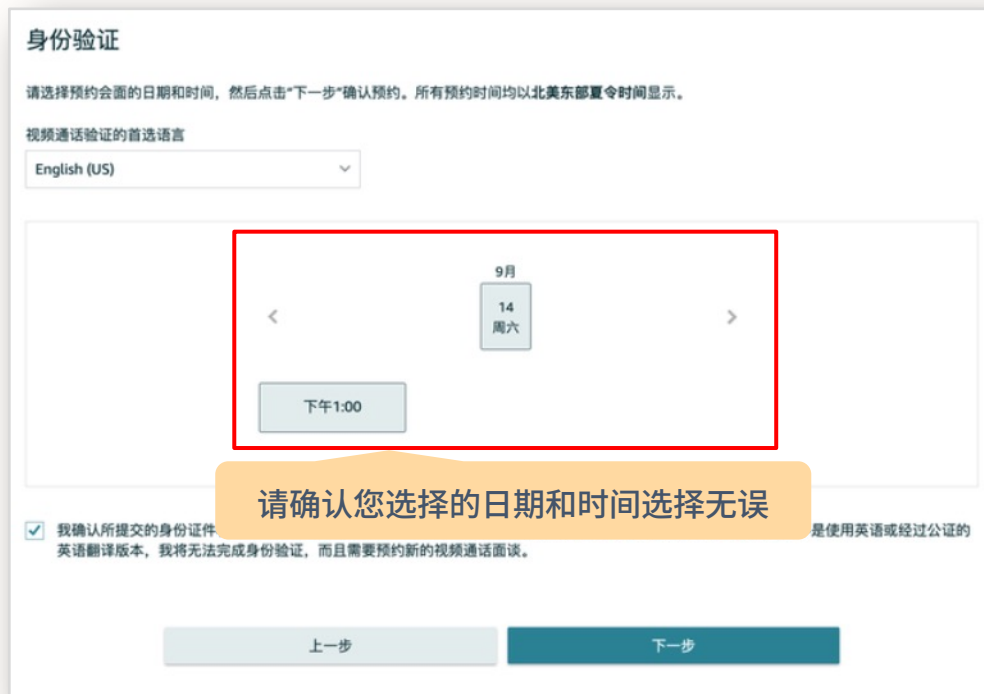 身份验证
请选择预约会面的日期和时间，然后点击“下一步”确认预约。所有预约时间均以北美东部夏令时间显示。
视频通话验证的首选语言
English (US)
9月
14
周六
下午1:00
请确认您选择的日期和时间选择无误
我确认所提交的身份证件
是使用英语或经过公证的
英语翻译版本，我将无法完成身份验证，而且需要预约新的视频通话面谈。
上一步
下一步